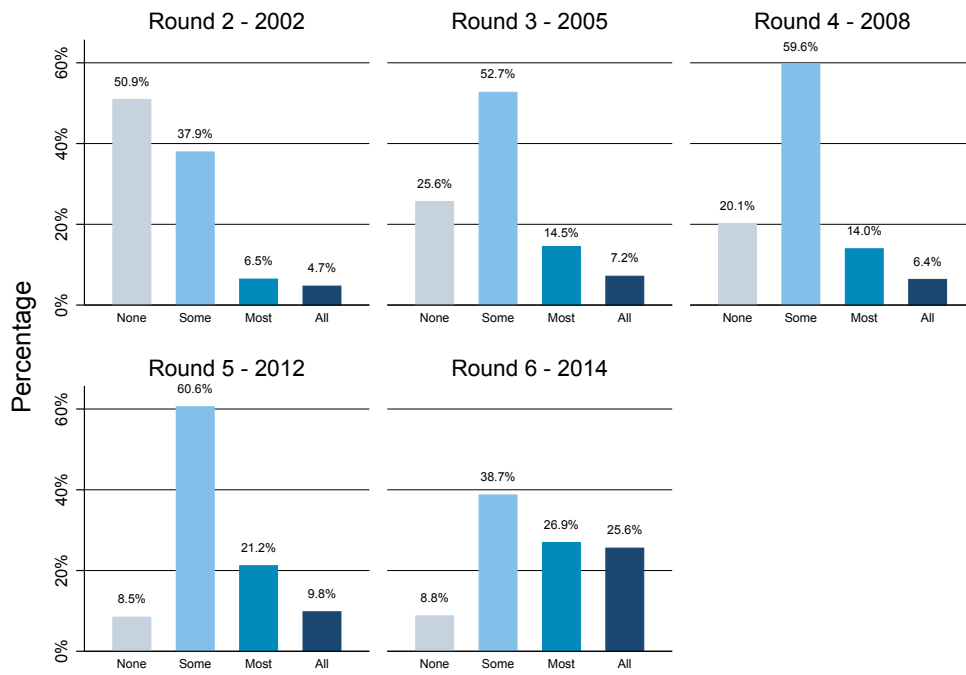 Percentage
Round 2 - 2002
60%
40%
20%
0%
50.9%
37.9%
6.5%
4.7%
None Some Most All
Round 3 - 2005
25.6%
52.7%
14.5%
7.2%
None Some Most All
Round 4 - 2008
20.1%
59.6%
14.0%
6.4%
None Some Most All
Round 5 - 2012
60%
40%
20%
0%
8.5%
60.6%
21.2%
9.8%
None Some Most All
Round 6 - 2014
8.8%
38.7%
26.9%
25.6%
None Some Most All